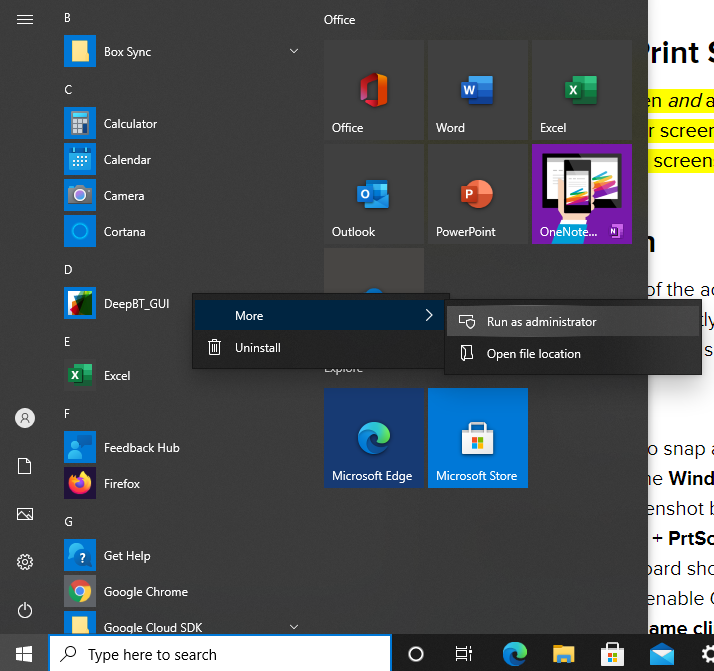 B
Box Sync
C
Calculator
Calendar
Camera
Cortana
D
DeepBT_GUI
E
Excel
F
Feedback Hub
Firefox
G
Get Help
Google Chrome
Google Cloud SDK
Office
Office
Word
Excel
Outlook
PowerPoint
OneNote...
More
Uninstall
Run as administrator
Open file location
Explore
Microsoft Edge
Microsoft Store
Print S
en and a
r screen
screens
n
of the ac
tly
s
o snap a
he Wind
enshot b
+ PrtSc
oard sho
enable G
ame cli
Type here to search